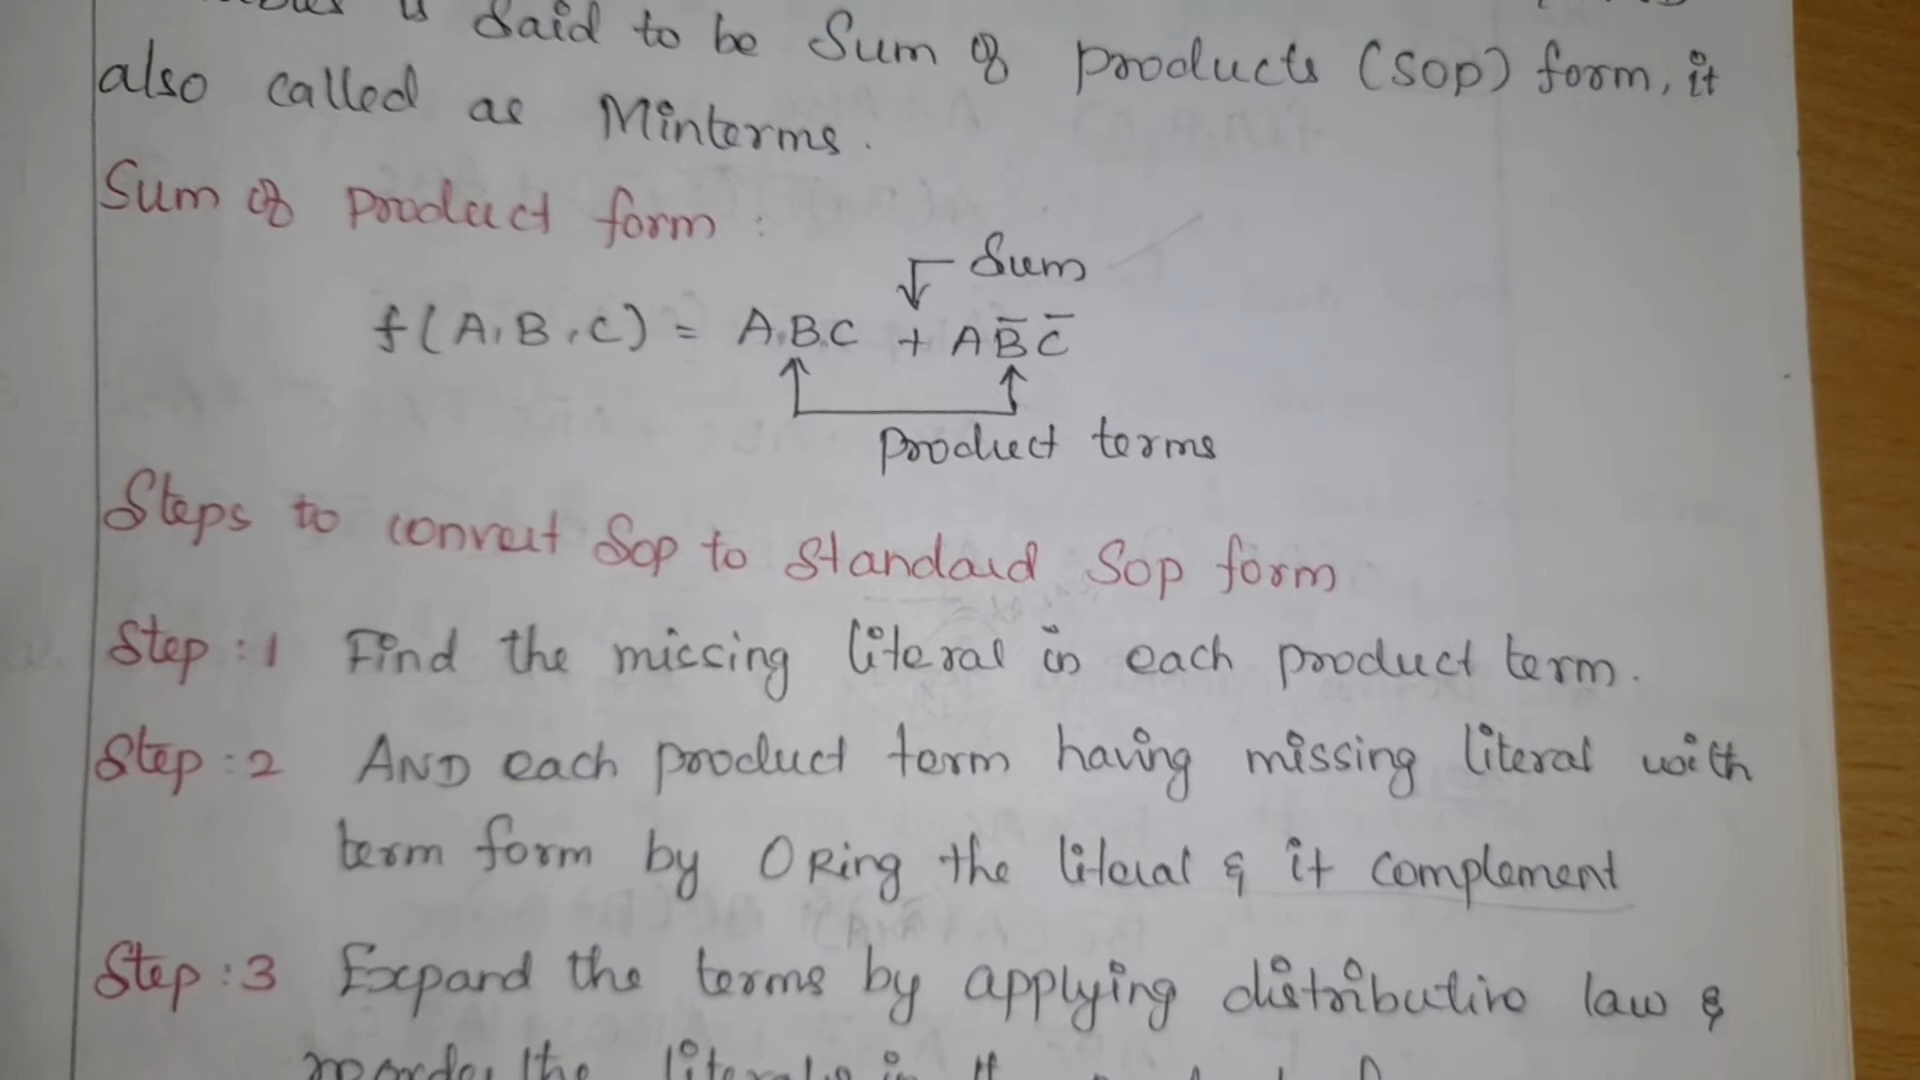 is said to be Sum of products (SOP) form, it
also called as Minterms.
Sum of product form :
Sum
f(A,B,C) = A.B.C + A B̅ C̅
product terms
Steps to convert Sop to Standard Sop form
Step : 1 Find the missing literal in each product term.
Step : 2 AND each product term having missing literal with
term form by ORing the literal & it complement
Step : 3 Expand the terms by applying distributive law &
the